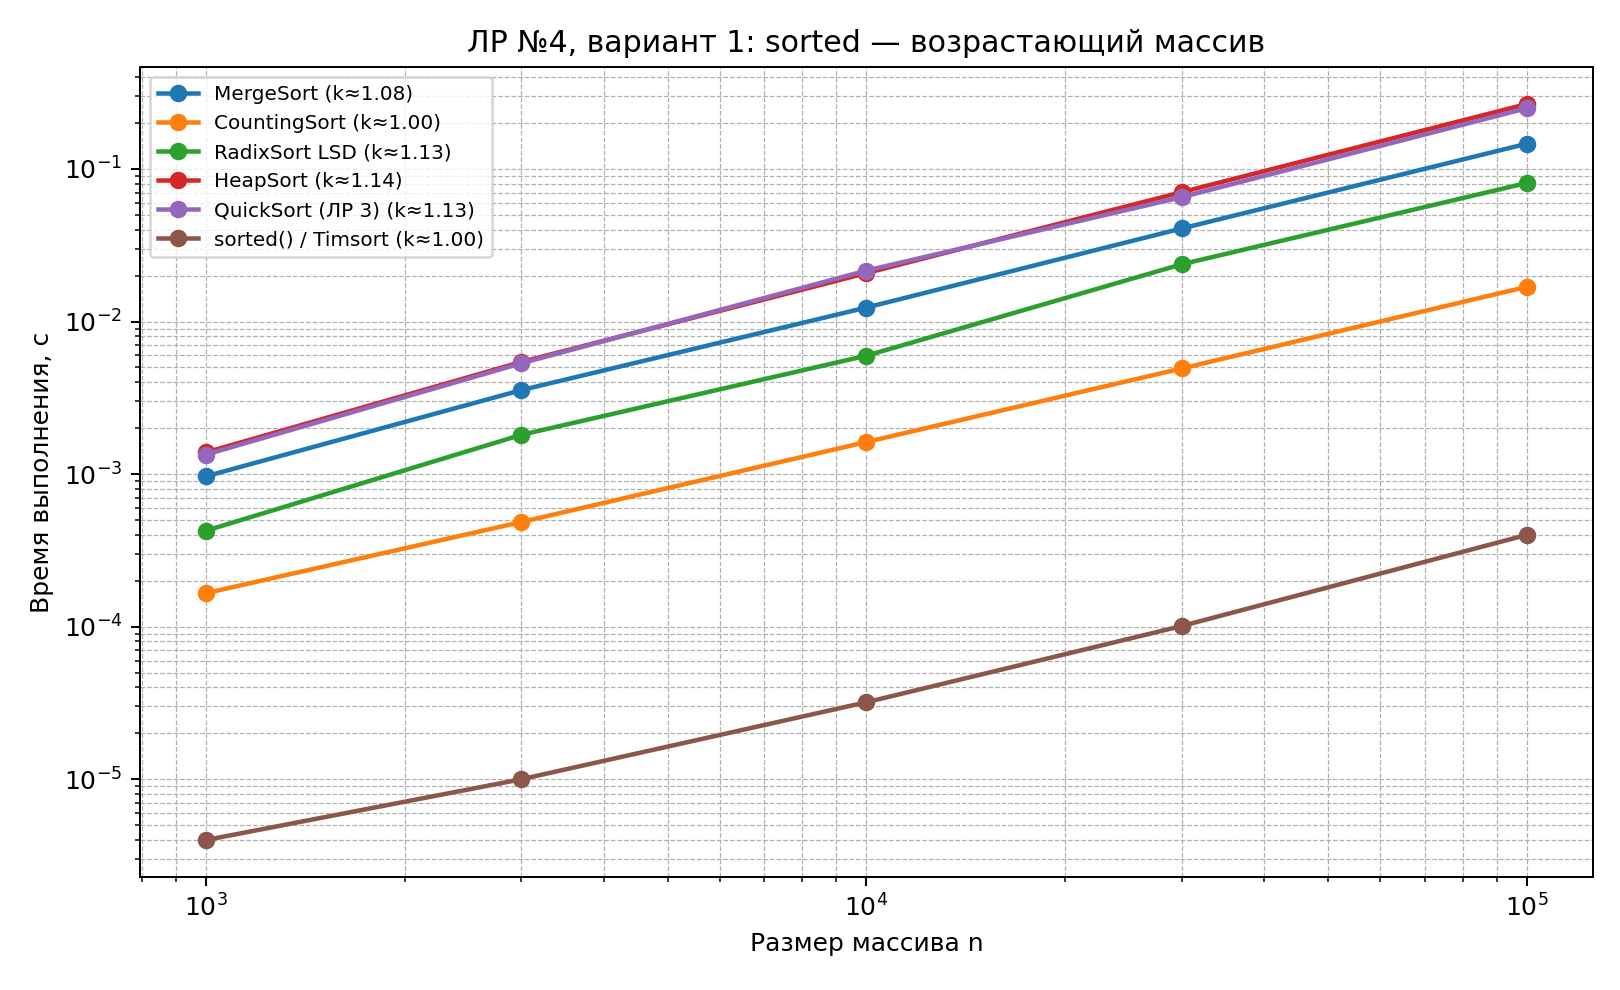 ЛР №4, вариант 1: sorted — возрастающий массив
MergeSort (k≈1.08)
CountingSort (k≈1.00)
RadixSort LSD (k≈1.13)
HeapSort (k≈1.14)
QuickSort (ЛР 3) (k≈1.13)
sorted() / Timsort (k≈1.00)
Время выполнения, с
10⁻¹
10⁻²
10⁻³
10⁻⁴
10⁻⁵
10³
10⁴
10⁵
Размер массива n